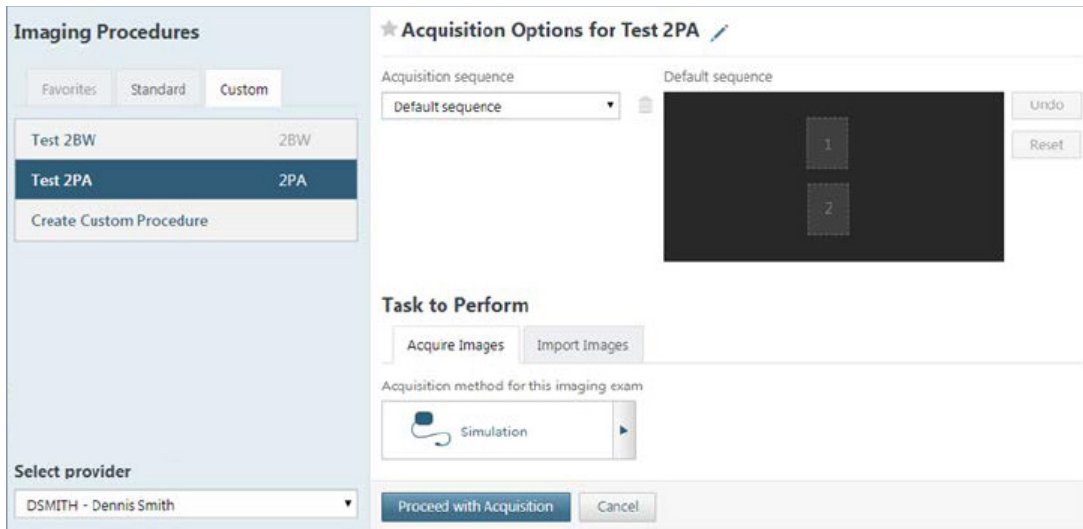 Imaging Procedures
Favorites Standard Custom
Test 2BW 2BW
Test 2PA 2PA
Create Custom Procedure
Select provider
DSMITH - Dennis Smith
Acquisition Options for Test 2PA
Acquisition sequence Default sequence
Default sequence
1
2
Undo
Reset
Task to Perform
Acquire Images Import Images
Acquisition method for this imaging exam
Simulation
Proceed with Acquisition Cancel